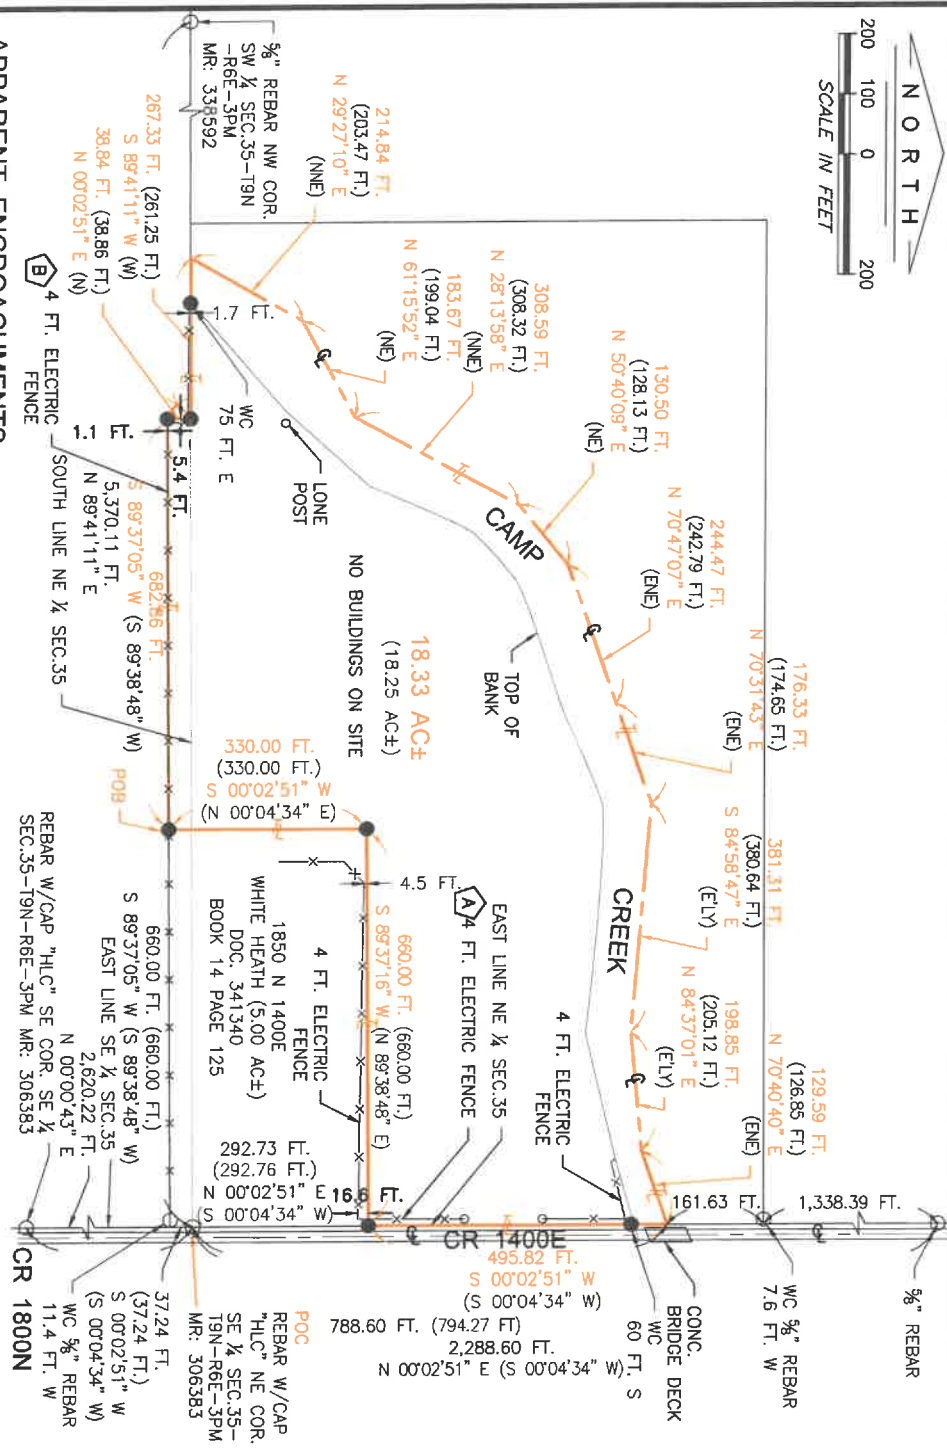 NORTH
200 100 0 200
SCALE IN FEET
5/8" REBAR NW COR.
SW 1/4 SEC.35-T9N
-R6E-3PM
MR: 338592
214.84 FT.
(203.47 FT.)
N 29°27'10" E
(NNE)
183.67 FT.
(199.04 FT.)
N 61°15'52" E
(NE)
308.59 FT.
(308.32 FT.)
N 28°13'58" E
(NNE)
130.50 FT.
(128.13 FT.)
N 50°40'09" E
(NE)
244.47 FT.
(242.79 FT.)
N 70°47'07" E
(ENE)
176.33 FT.
(174.65 FT.)
N 70°31'43" E
(ENE)
381.31 FT.
(380.64 FT.)
S 84°58'47" E
(E'LY)
198.85 FT.
(205.12 FT.)
N 84°37'01" E
(E'LY)
129.59 FT.
(126.85 FT.)
N 70°40'40" E
(ENE)
161.63 FT.
1,338.39 FT.
5/8" REBAR
WC 5/8" REBAR
7.6 FT. W
CONC.
BRIDGE DECK
WC
60 FT. S
CAMP
CREEK
TOP OF
BANK
LONE
POST
WC
75 FT. E
1.7 FT.
267.33 FT. (261.25 FT.)
S 89°41'11" W (W)
38.84 FT. (38.86 FT.)
N 00°02'51" E (N)
B 4 FT. ELECTRIC
FENCE
1.1 FT.
5.4 FT.
SOUTH LINE NE 1/4 SEC.35
5,370.11 FT.
N 89°41'11" E
682.86 FT.
S 89°37'05" W (S 89°38'48" W)
NO BUILDINGS ON SITE
18.33 AC±
(18.25 AC±)
330.00 FT.
(330.00 FT.)
S 00°02'51" W
(N 00°04'34" E)
POB
4.5 FT.
660.00 FT. (660.00 FT.)
S 89°37'16" W (N 89°38'48" E)
A 4 FT. ELECTRIC FENCE
EAST LINE NE 1/4 SEC.35
4 FT. ELECTRIC
FENCE
1850 N 1400E
WHITE HEATH (5.00 AC±)
DOC. 341340
BOOK 14 PAGE 125
4 FT. ELECTRIC
FENCE
292.73 FT.
(292.76 FT.)
N 00°02'51" E
(S 00°04'34" W)
16.6 FT.
660.00 FT. (660.00 FT.)
S 89°37'05" W (S 89°38'48" W)
EAST LINE SE 1/4 SEC.35
2,620.22 FT.
N 00°00'43" E
REBAR W/CAP "HLC" SE COR. SE 1/4
SEC.35-T9N-R6E-3PM MR: 306383
CR 1400E
495.82 FT.
S 00°02'51" W
(S 00°04'34" W)
788.60 FT. (794.27 FT)
2,288.60 FT.
N 00°02'51" E (S 00°04'34" W)
POC
REBAR W/CAP
"HLC" NE COR.
SE 1/4 SEC.35-
T9N-R6E-3PM
MR: 306383
37.24 FT.
(37.24 FT.)
S 00°02'51" W
(S 00°04'34" W)
WC 5/8" REBAR
11.4 FT. W
CR 1800N
APPARENT ENCROACHMENTS